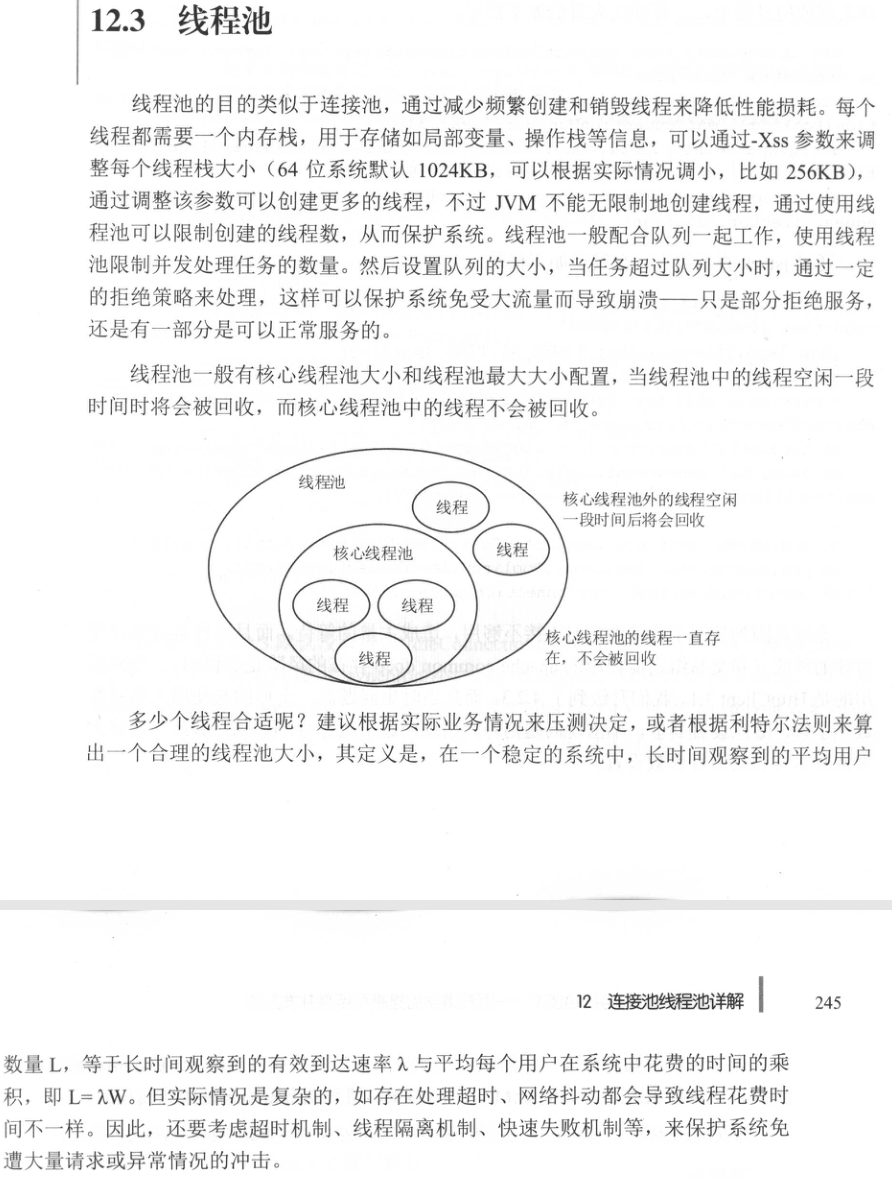 12.3 线程池
线程池的目的类似于连接池，通过减少频繁创建和销毁线程来降低性能损耗。每个
线程都需要一个内存栈，用于存储如局部变量、操作栈等信息，可以通过-Xss 参数来调
整每个线程栈大小（64 位系统默认 1024KB，可以根据实际情况调小，比如 256KB），
通过调整该参数可以创建更多的线程，不过 JVM 不能无限制地创建线程，通过使用线
程池可以限制创建的线程数，从而保护系统。线程池一般配合队列一起工作，使用线程
池限制并发处理任务的数量。然后设置队列的大小，当任务超过队列大小时，通过一定
的拒绝策略来处理，这样可以保护系统免受大流量而导致崩溃——只是部分拒绝服务，
还是有一部分是可以正常服务的。
线程池一般有核心线程池大小和线程池最大大小配置，当线程池中的线程空闲一段
时间时将会被回收，而核心线程池中的线程不会被回收。
线程池
线程
核心线程池外的线程空闲
一段时间后将会回收
线程
核心线程池
线程
线程
线程
核心线程池的线程一直存
在，不会被回收
多少个线程合适呢？建议根据实际业务情况来压测决定，或者根据利特尔法则来算
出一个合理的线程池大小，其定义是，在一个稳定的系统中，长时间观察到的平均用户
12 连接池线程池详解
245
数量 L，等于长时间观察到的有效到达速率 λ 与平均每个用户在系统中花费的时间的乘
积，即 L= λW。但实际情况是复杂的，如存在处理超时、网络抖动都会导致线程花费时
间不一样。因此，还要考虑超时机制、线程隔离机制、快速失败机制等，来保护系统免
遭大量请求或异常情况的冲击。